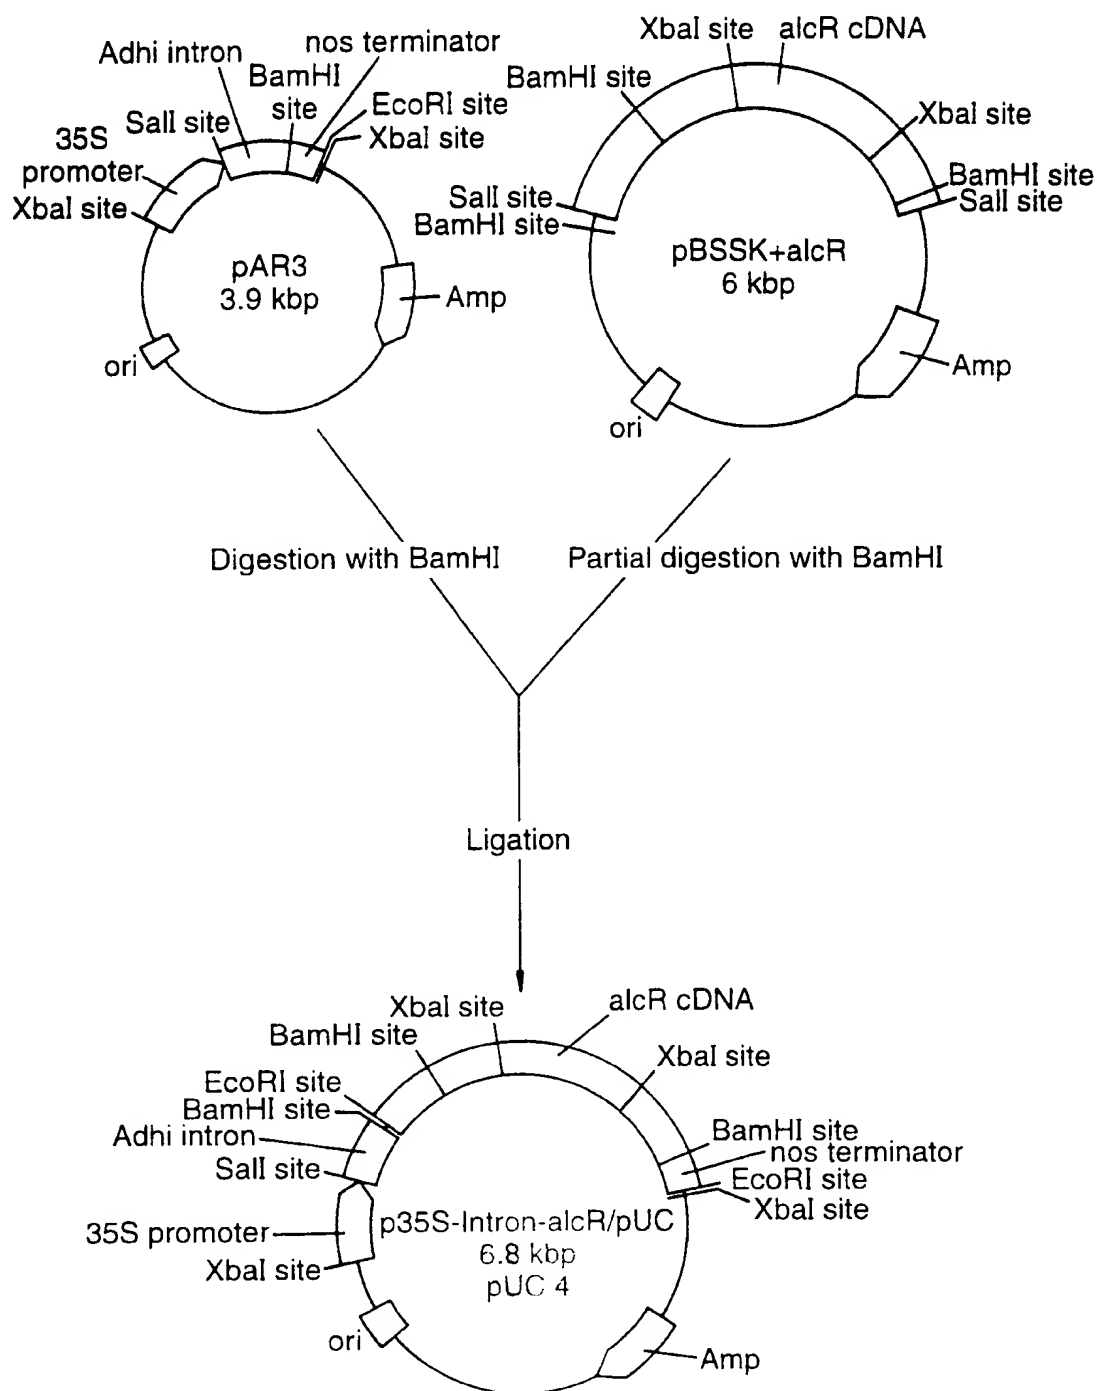 Adhi intron
nos terminator
BamHI
site
EcoRI site
XbaI site
SalI site
35S
promoter
XbaI site
pAR3
3.9 kbp
Amp
ori
XbaI site
alcR cDNA
BamHI site
XbaI site
BamHI site
SalI site
SalI site
BamHI site
pBSSK+alcR
6 kbp
Amp
ori
Digestion with BamHI
Partial digestion with BamHI
Ligation
XbaI site
alcR cDNA
BamHI site
XbaI site
EcoRI site
BamHI site
Adhi intron
SalI site
BamHI site
nos terminator
EcoRI site
XbaI site
35S promoter
XbaI site
p35S-Intron-alcR/pUC
6.8 kbp
pUC 4
ori
Amp